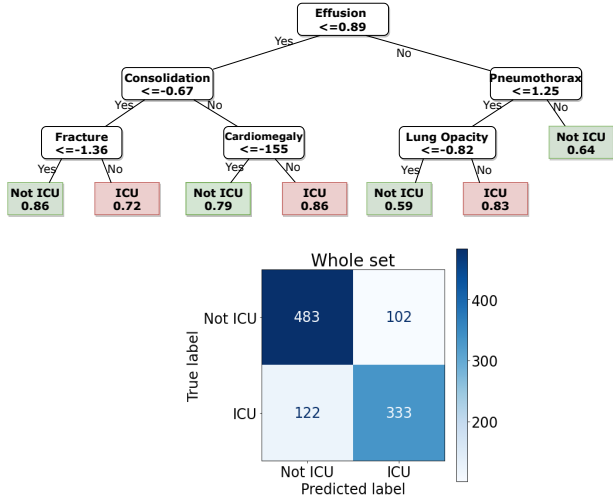 Effusion
<=0.89
Yes
No
Consolidation
<=-0.67
Pneumothorax
<=1.25
Yes
No
Yes
No
Fracture
<=-1.36
Cardiomegaly
<=-155
Lung Opacity
<=-0.82
Not ICU
0.64
Yes
No
Yes
No
Yes
No
Not ICU
0.86
ICU
0.72
Not ICU
0.79
ICU
0.86
Not ICU
0.59
ICU
0.83
Whole set
True label
Not ICU
483
102
ICU
122
333
400
300
200
Not ICU
ICU
Predicted label